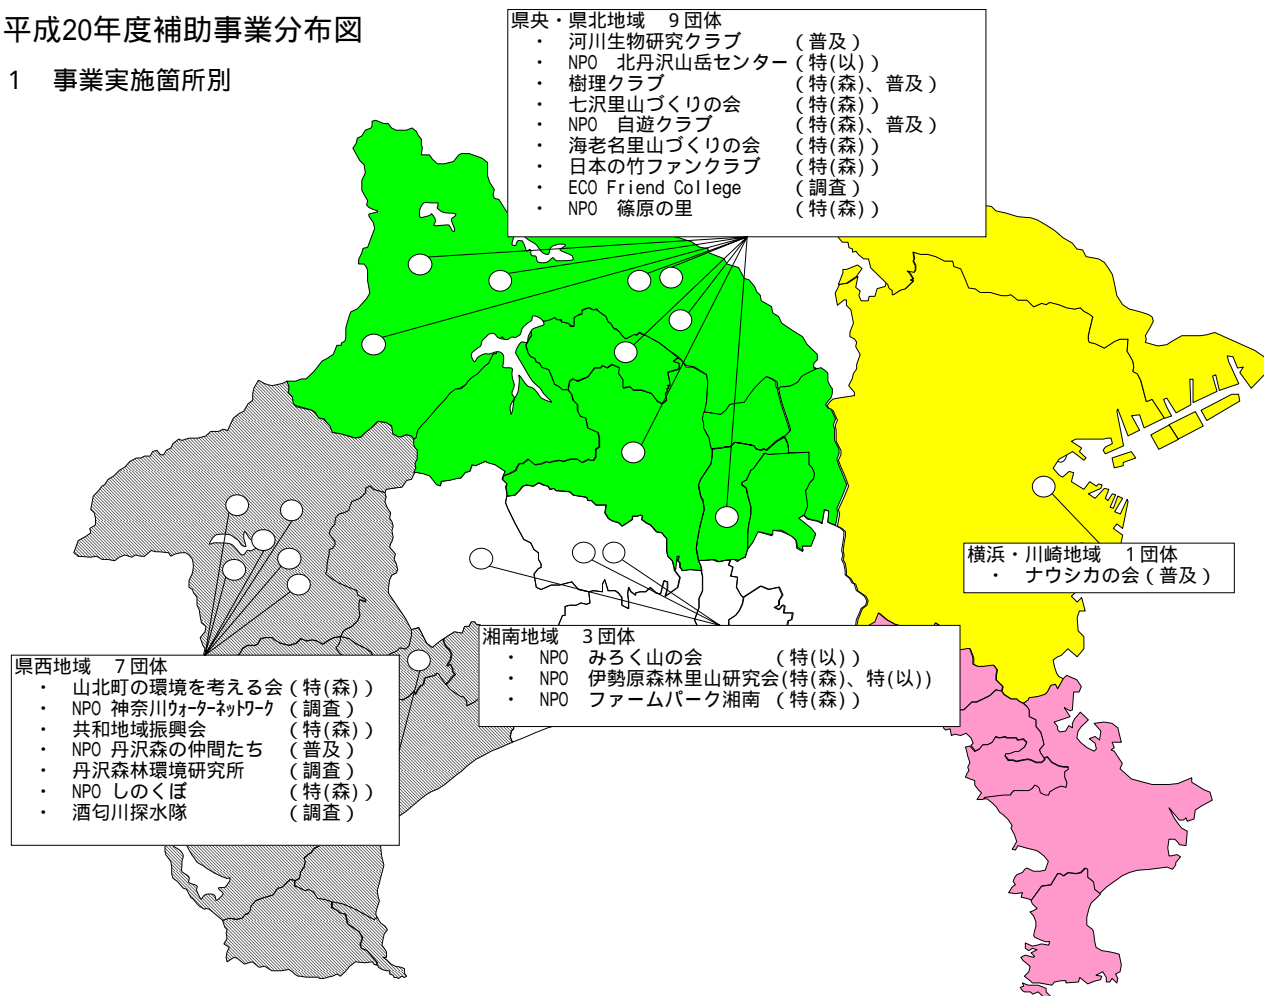 平成20年度補助事業分布図
1　事業実施箇所別
県央・県北地域　9団体
・　河川生物研究クラブ　（普及）
・　NPO　北丹沢山岳センター（特(以)）
・　樹理クラブ　（特(森)、普及）
・　七沢里山づくりの会　（特(森)）
・　NPO　自遊クラブ　（特(森)、普及）
・　海老名里山づくりの会　（特(森)）
・　日本の竹ファンクラブ　（特(森)）
・　ECO Friend College　（調査）
・　NPO　篠原の里　（特(森)）
横浜・川崎地域　1団体
・　ナウシカの会（普及）
湘南地域　3団体
・　NPO　みろく山の会　（特(以)）
・　NPO　伊勢原森林里山研究会(特(森)、特(以))
・　NPO　ファームパーク湘南　（特(森)）
県西地域　7団体
・　山北町の環境を考える会（特(森)）
・　NPO 神奈川ｳｫｰﾀｰﾈｯﾄﾜｰｸ　（調査）
・　共和地域振興会　（特(森)）
・　NPO 丹沢森の仲間たち　（普及）
・　丹沢森林環境研究所　（調査）
・　NPO しのくぼ　（特(森)）
・　酒匂川探水隊　（調査）